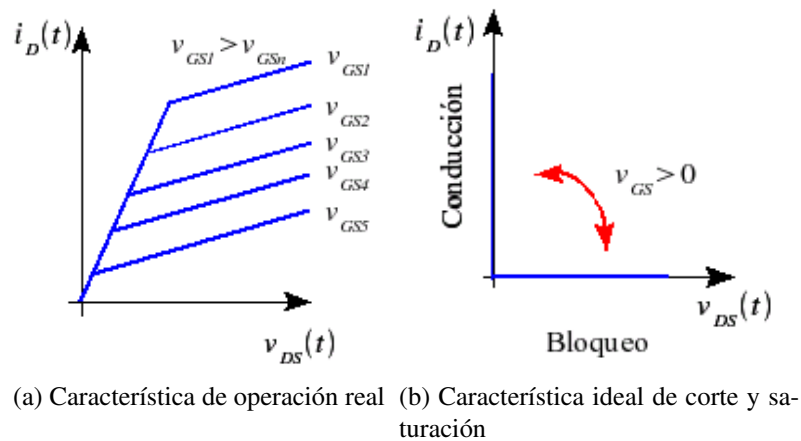 i_D(t)
v_GS1 > v_GSn
v_GS1
v_GS2
v_GS3
v_GS4
v_GS5
v_DS(t)
(a) Característica de operación real
i_D(t)
Conducción
v_GS > 0
v_DS(t)
Bloqueo
(b) Característica ideal de corte y sa-
turación